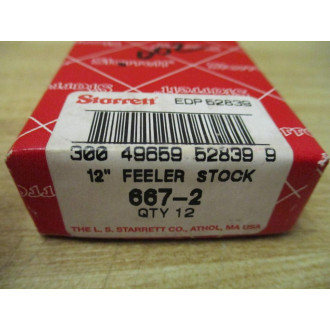 002
Starrett EDP 52839
300 49659 52839 9
12" FEELER STOCK
667-2
QTY 12
THE L. S. STARRETT CO., ATHOL, MA USA